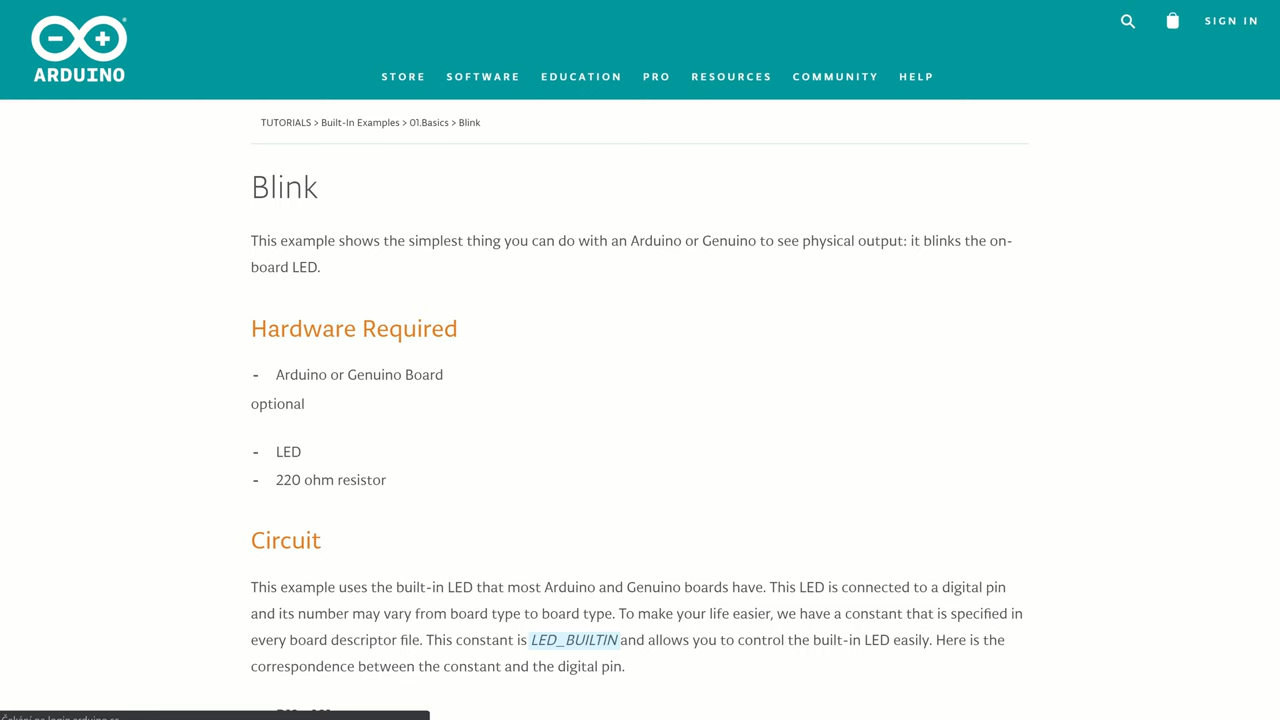 SIGN IN
ARDUINO
STORE SOFTWARE EDUCATION PRO RESOURCES COMMUNITY HELP
TUTORIALS > Built-In Examples > 01.Basics > Blink
Blink
This example shows the simplest thing you can do with an Arduino or Genuino to see physical output: it blinks the on-
board LED.
Hardware Required
- Arduino or Genuino Board
optional
- LED
- 220 ohm resistor
Circuit
This example uses the built-in LED that most Arduino and Genuino boards have. This LED is connected to a digital pin
and its number may vary from board type to board type. To make your life easier, we have a constant that is specified in
every board descriptor file. This constant is LED_BUILTIN and allows you to control the built-in LED easily. Here is the
correspondence between the constant and the digital pin.